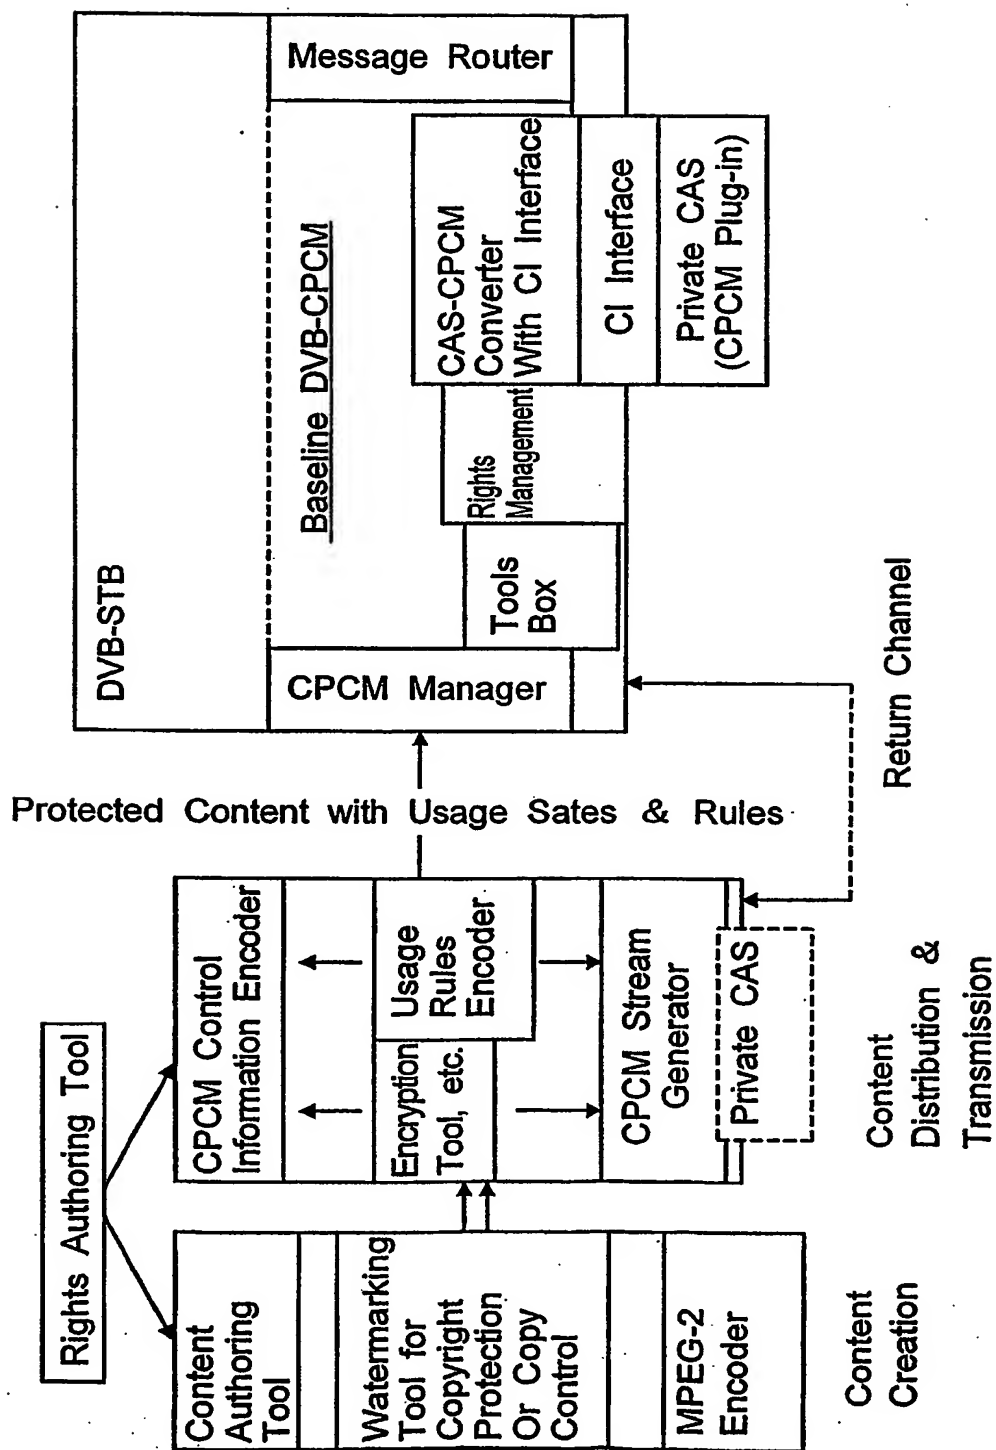 Rights Authoring Tool
Content
Authoring
Tool
Watermarking
Tool for
Copyright
Protection
Or Copy
Control
MPEG-2
Encoder
Content
Creation
CPCM Control
Information Encoder
Encryption
Tool, etc.
Usage
Rules
Encoder
CPCM Stream
Generator
Private CAS
Content
Distribution &
Transmission
Protected Content with Usage Sates & Rules
DVB-STB
Baseline DVB-CPCM
CPCM Manager
Tools
Box
Rights
Management
CAS-CPCM
Converter
With CI Interface
CI Interface
Private CAS
(CPCM Plug-in)
Message Router
Return Channel